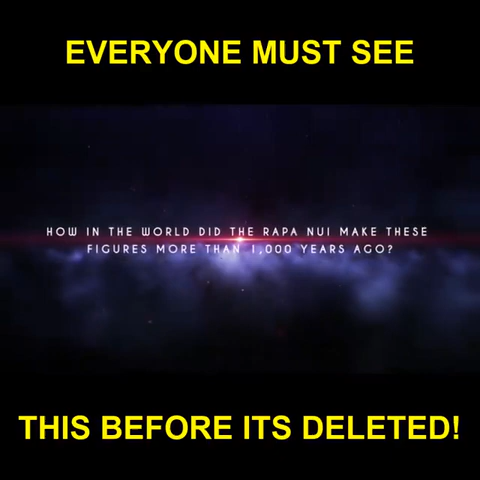 EVERYONE MUST SEE
HOW IN THE WORLD DID THE RAPA NUI MAKE THESE
FIGURES MORE THAN 1,000 YEARS AGO?
THIS BEFORE ITS DELETED!